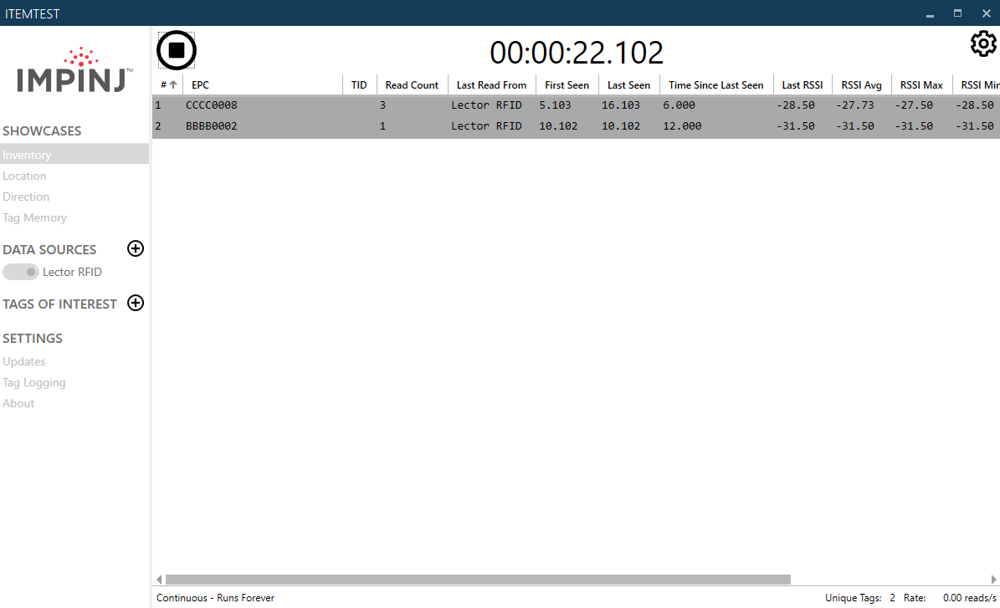 ITEMTEST
IMPINJ™
00:00:22.102
SHOWCASES
Inventory
Location
Direction
Tag Memory
DATA SOURCES
Lector RFID
TAGS OF INTEREST
SETTINGS
Updates
Tag Logging
About
# EPC TID Read Count Last Read From First Seen Last Seen Time Since Last Seen Last RSSI RSSI Avg RSSI Max RSSI Min
1 CCCC0008 3 Lector RFID 5.103 16.103 6.000 -28.50 -27.73 -27.50 -28.50
2 BBBB0002 1 Lector RFID 10.102 10.102 12.000 -31.50 -31.50 -31.50 -31.50
Continuous - Runs Forever Unique Tags: 2 Rate: 0.00 reads/s